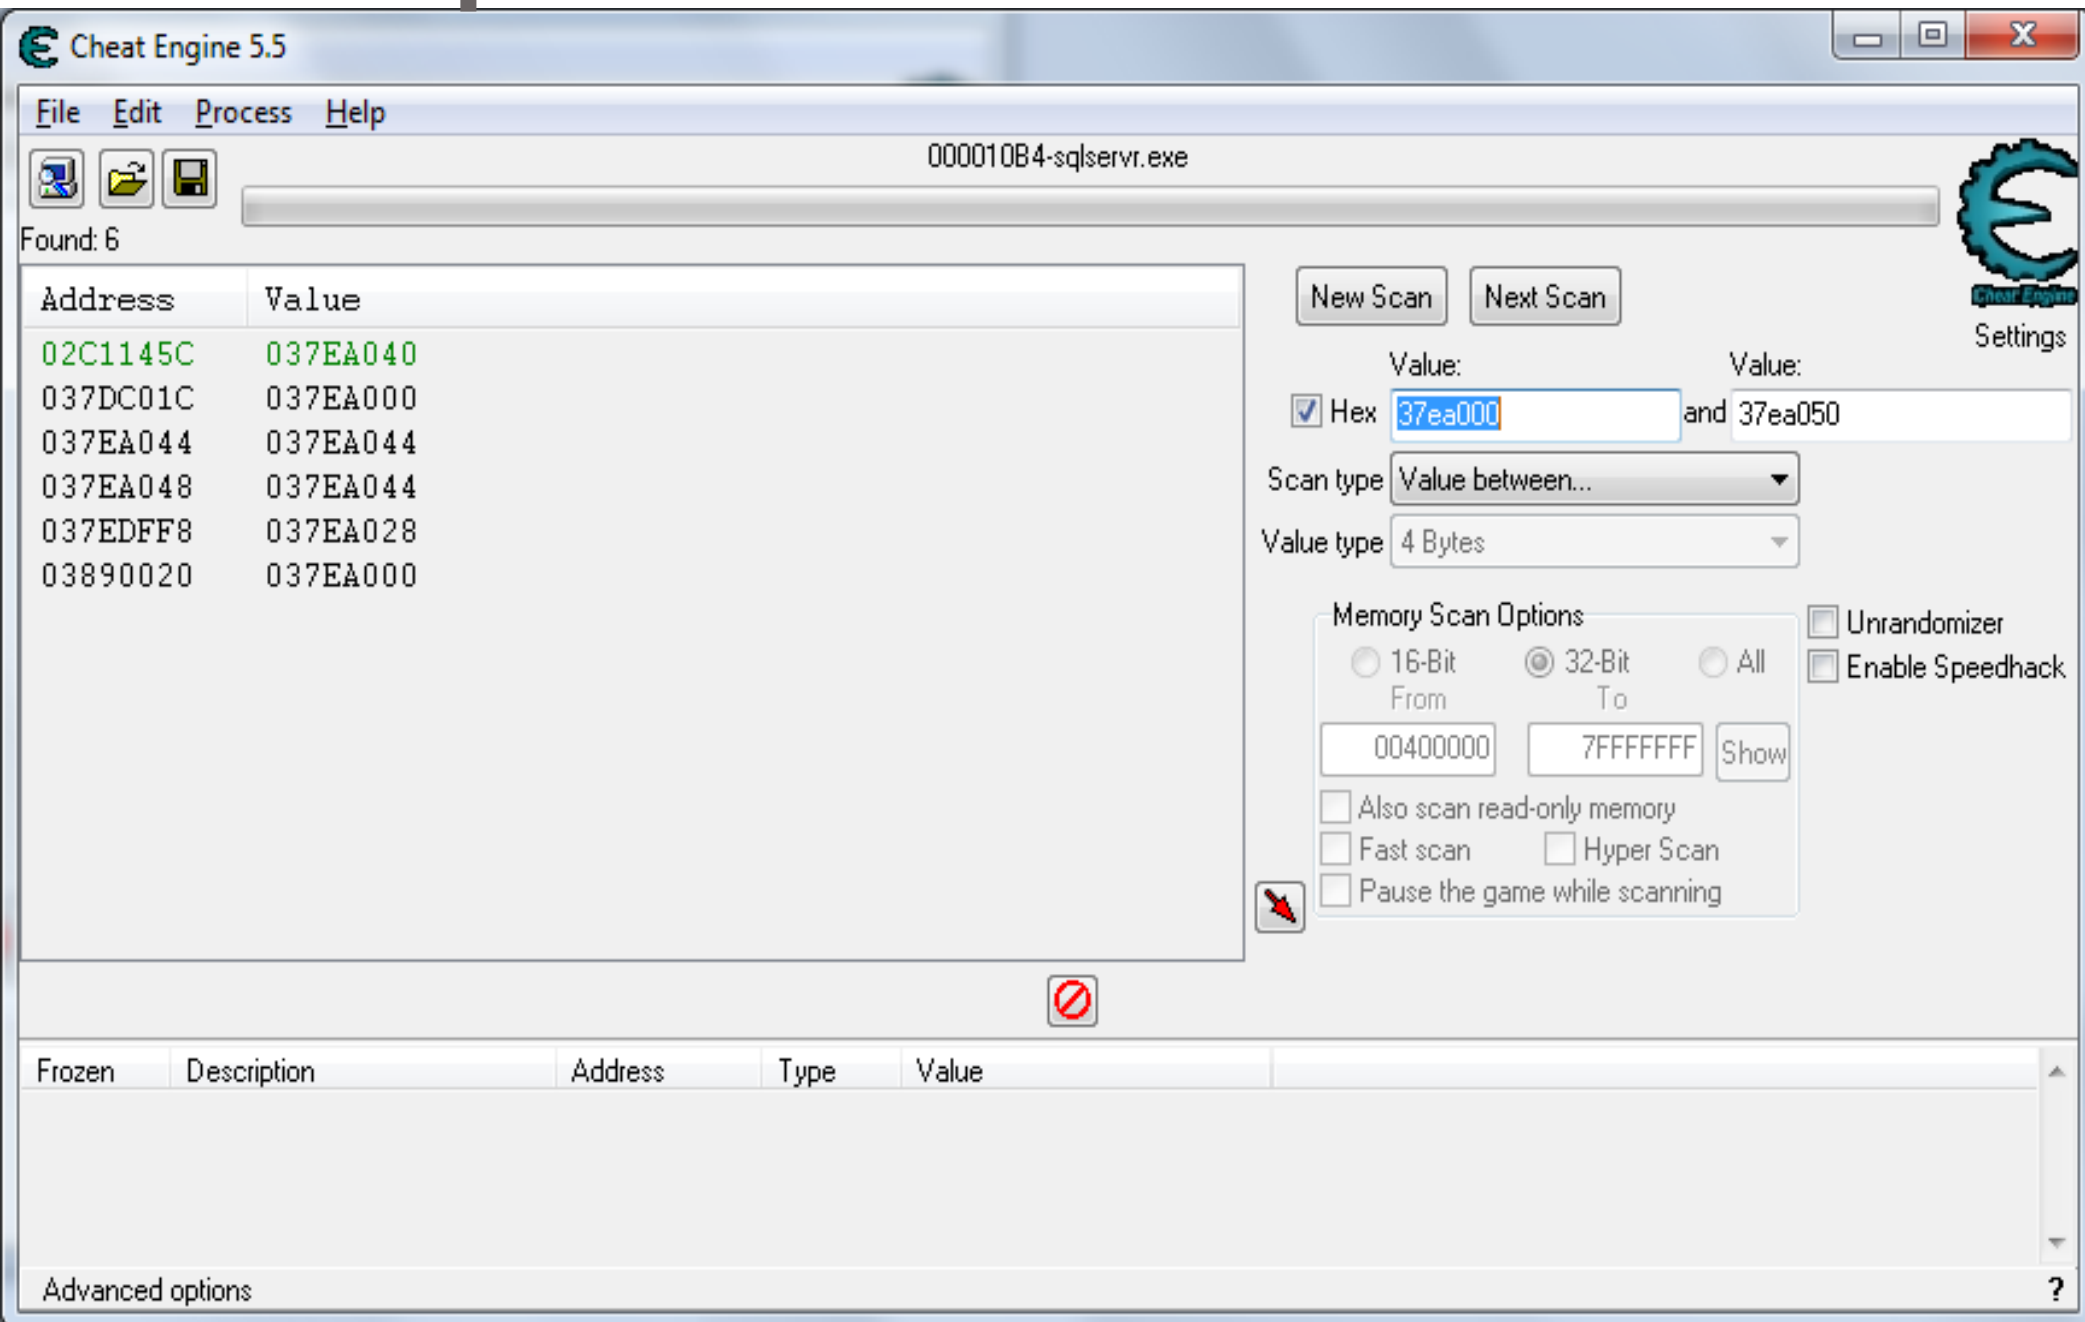 Cheat Engine 5.5
File Edit Process Help
000010B4-sqlservr.exe
Found: 6
Address Value
02C1145C 037EA040
037DC01C 037EA000
037EA044 037EA044
037EA048 037EA044
037EDFF8 037EA028
03890020 037EA000
New Scan Next Scan
Cheat Engine
Settings
Value: Value:
Hex 37ea000 and 37ea050
Scan type Value between...
Value type 4 Bytes
Memory Scan Options
16-Bit 32-Bit All
From To
00400000 7FFFFFFF Show
Also scan read-only memory
Fast scan Hyper Scan
Pause the game while scanning
Unrandomizer
Enable Speedhack
Frozen Description Address Type Value
Advanced options ?